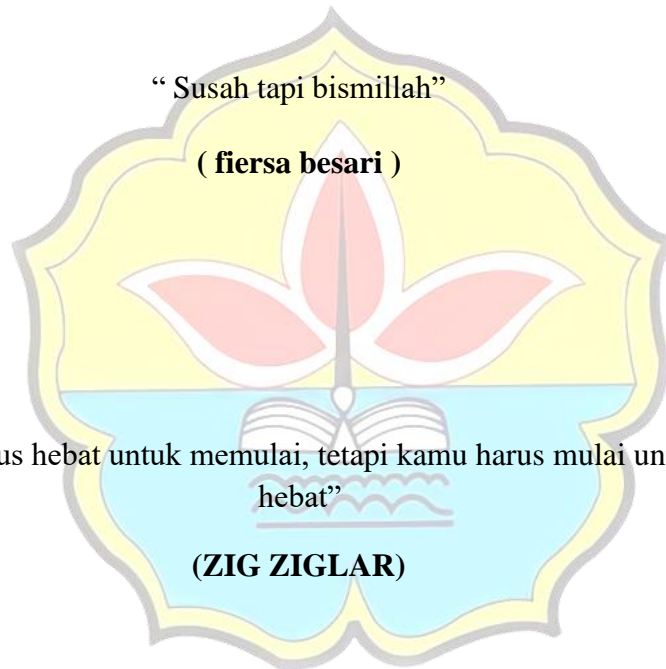 “ Susah tapi bismillah”
( fiersa besari )
us hebat untuk memulai, tetapi kamu harus mulai un
hebat”
(ZIG ZIGLAR)